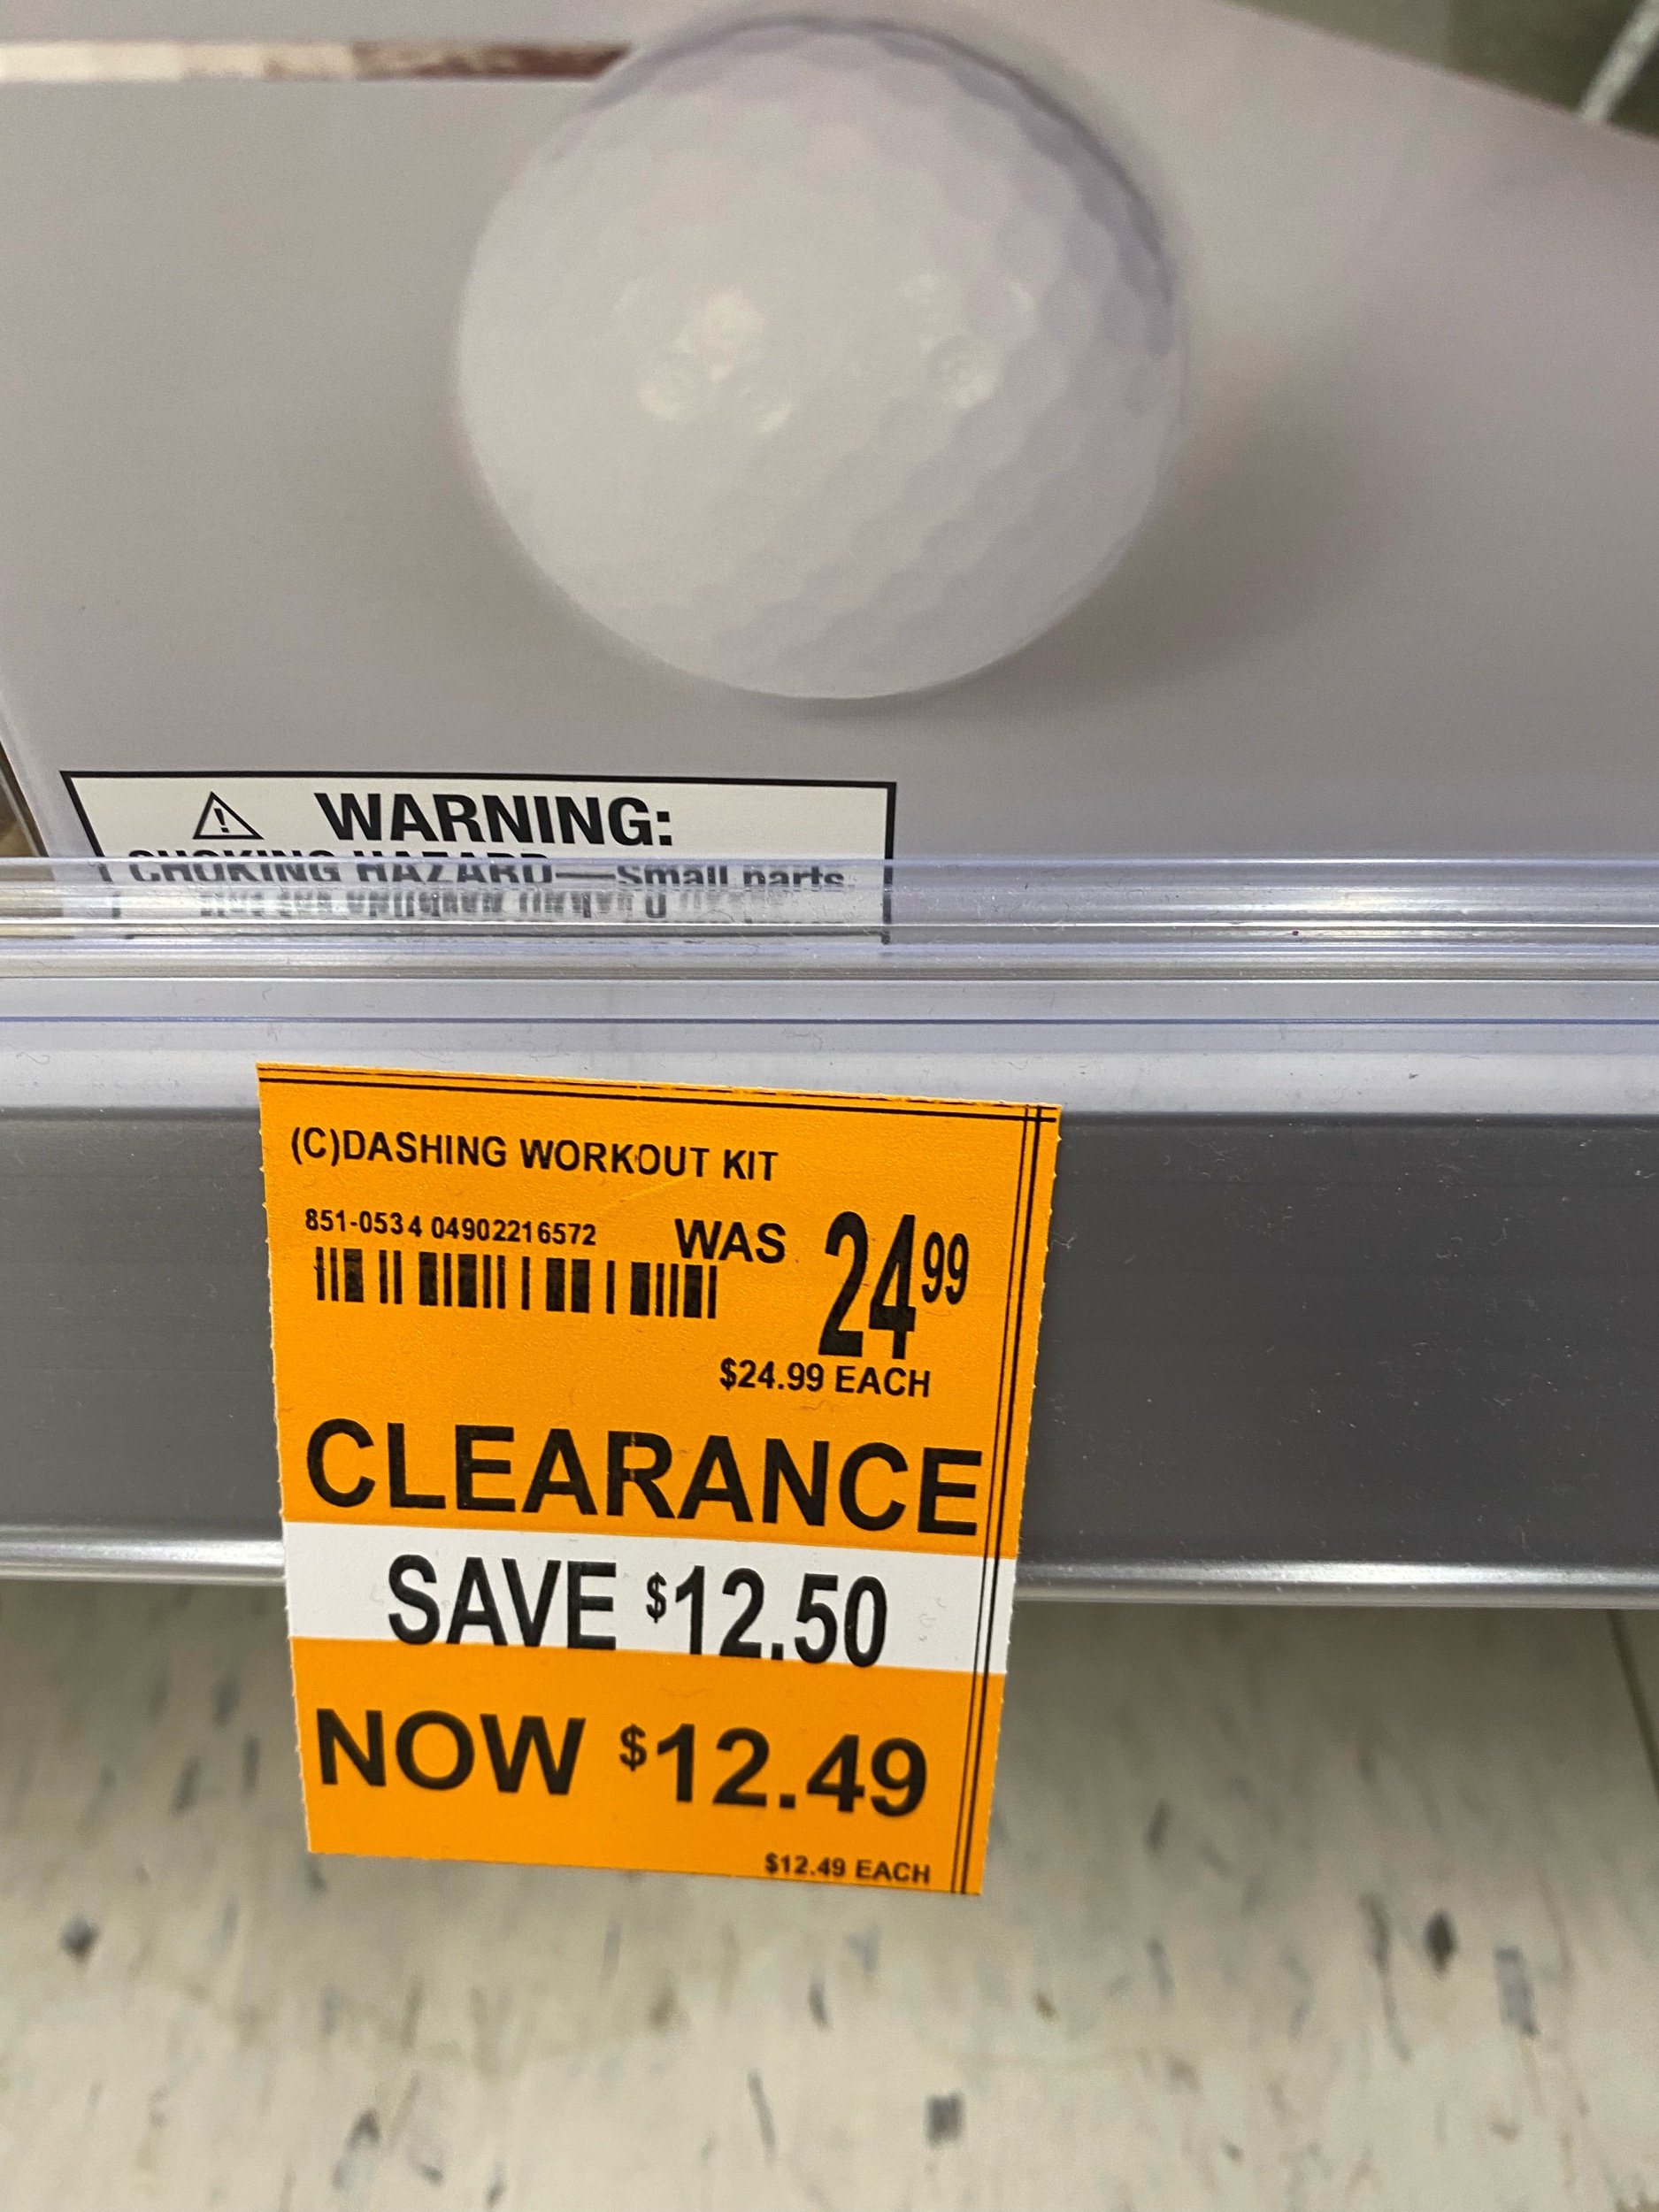 WARNING:
CHOKING HAZARD—Small parts.
(C)DASHING WORKOUT KIT
851-0534 04902216572
WAS 24 99
$24.99 EACH
CLEARANCE
SAVE $12.50
NOW $12.49
$12.49 EACH